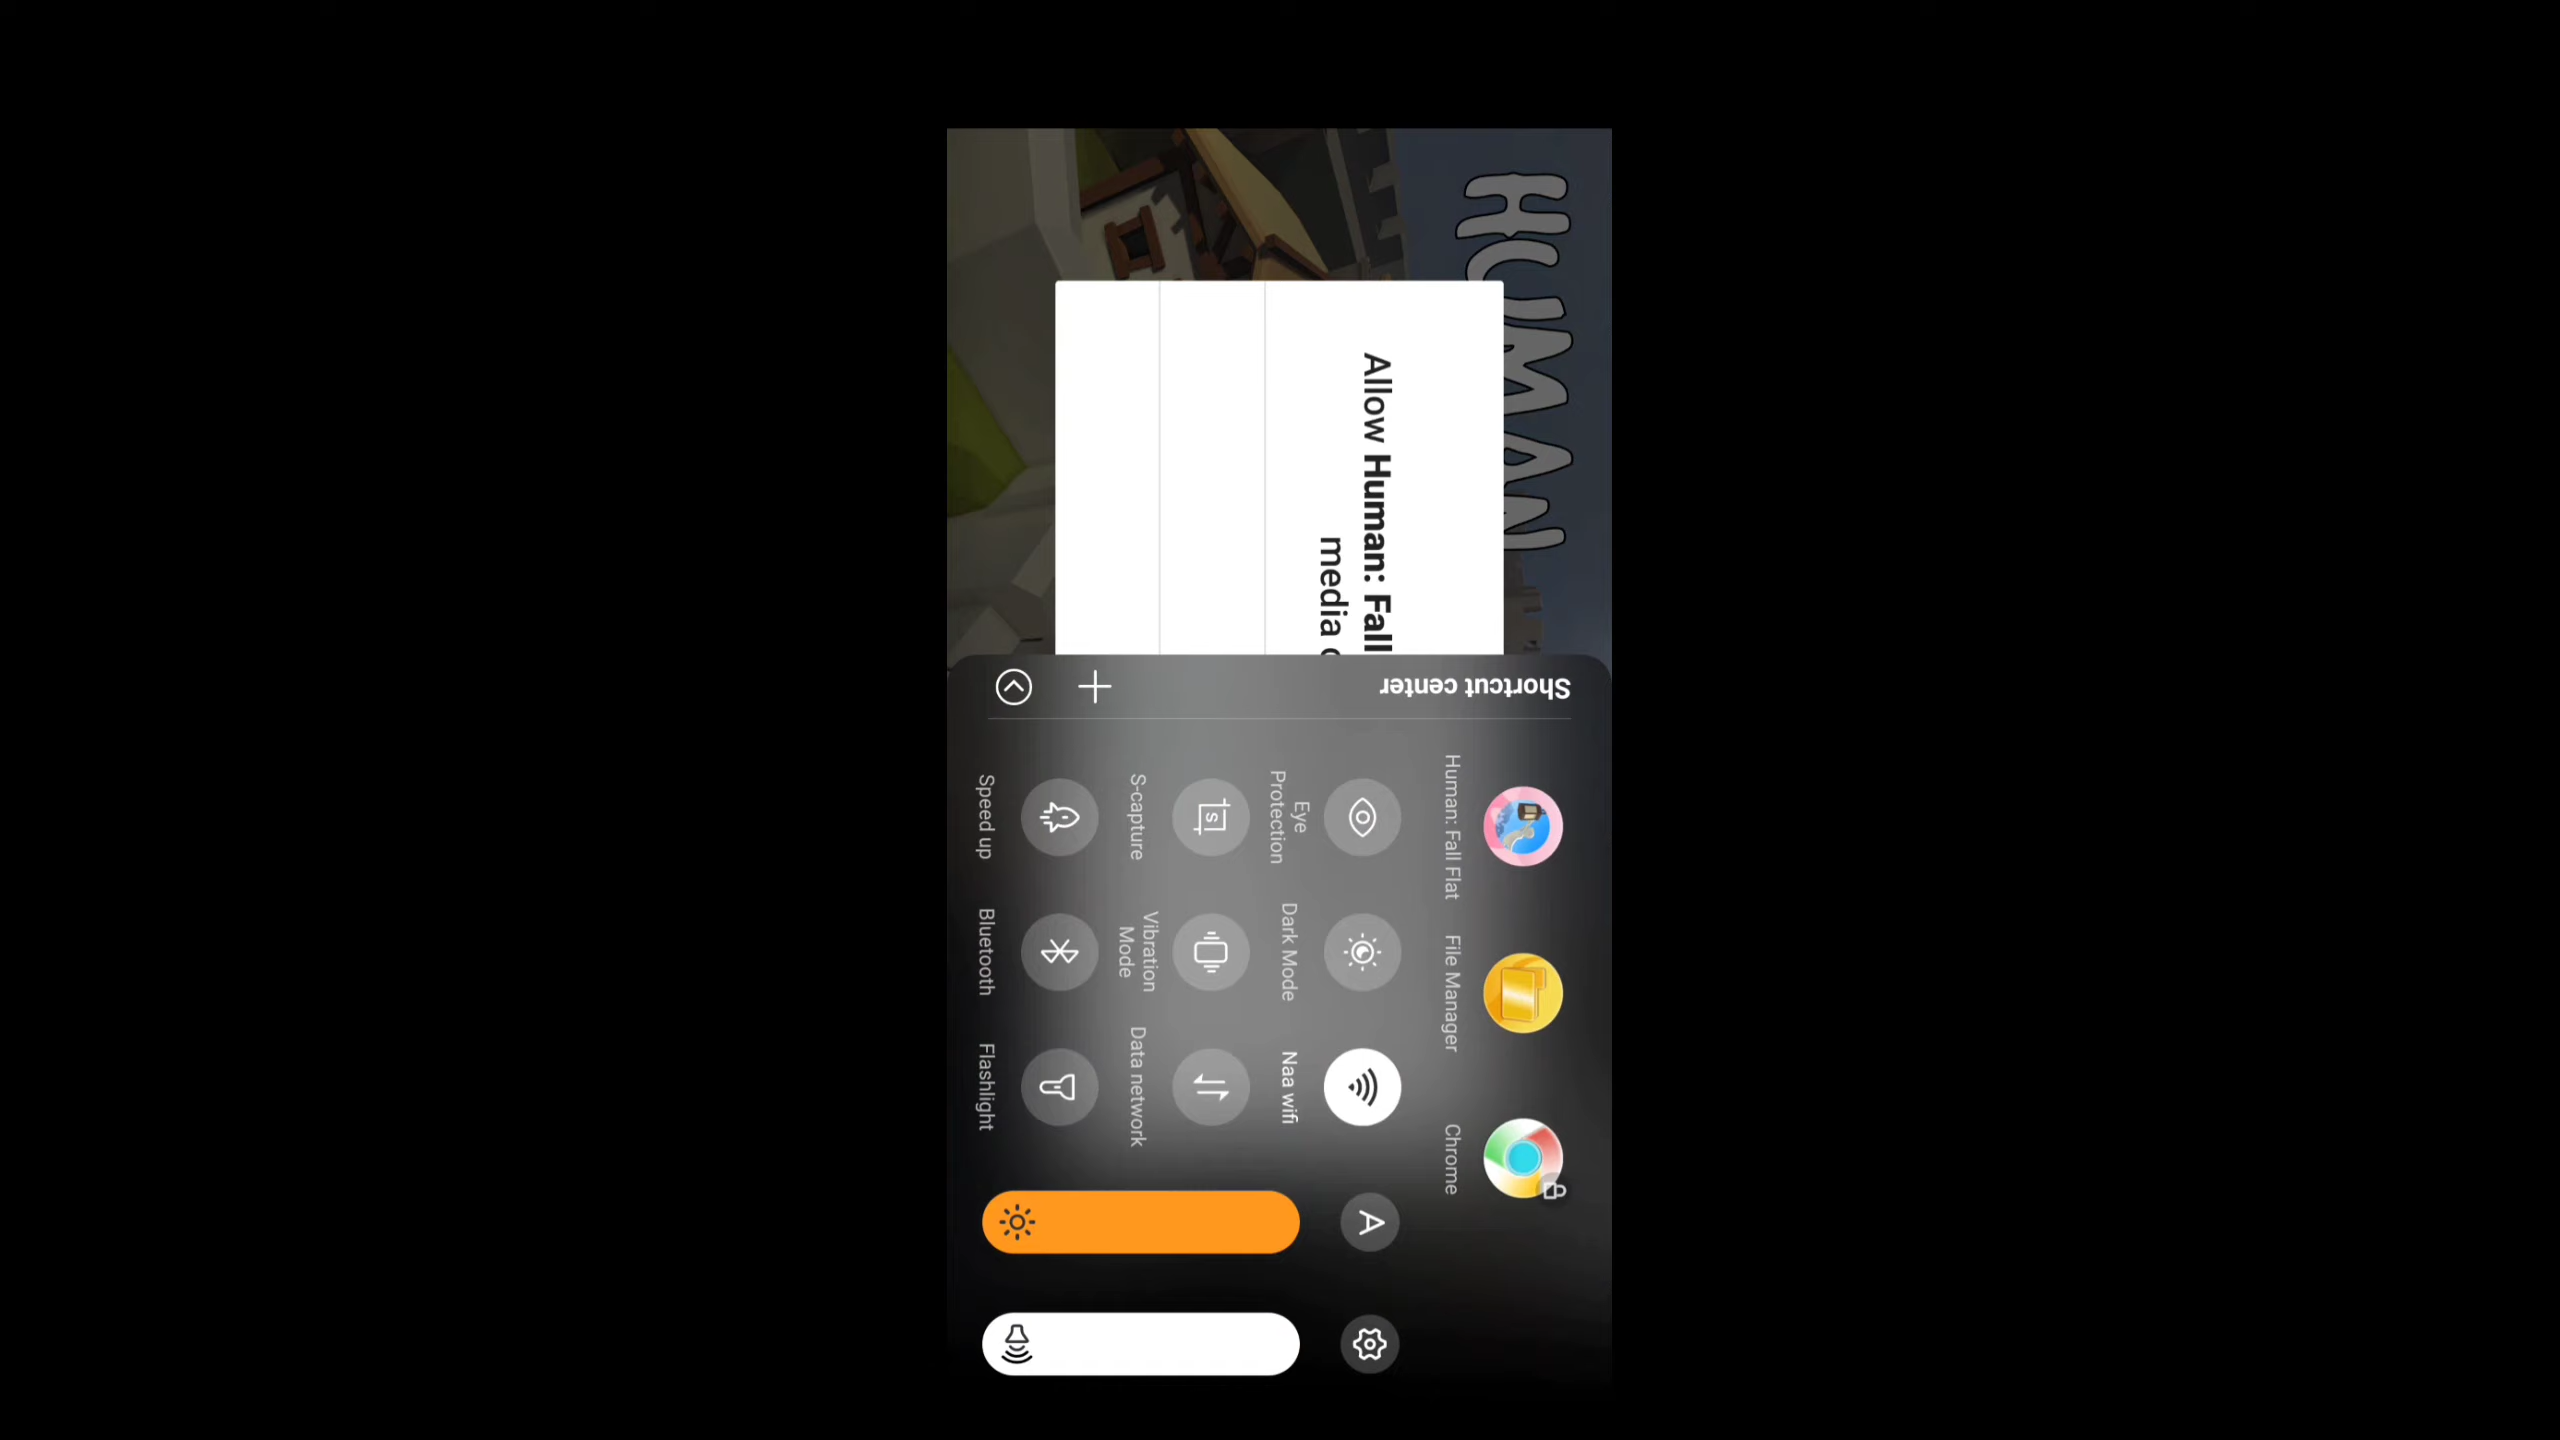 HUMAN
Allow Human: Fall
media
Shortcut center
Human: Fall Flat
File Manager
Chrome
Eye
Protection
Dark Mode
Naa wifi
A
S-capture
S
Vibration
Mode
Data network
Speed up
Bluetooth
Flashlight